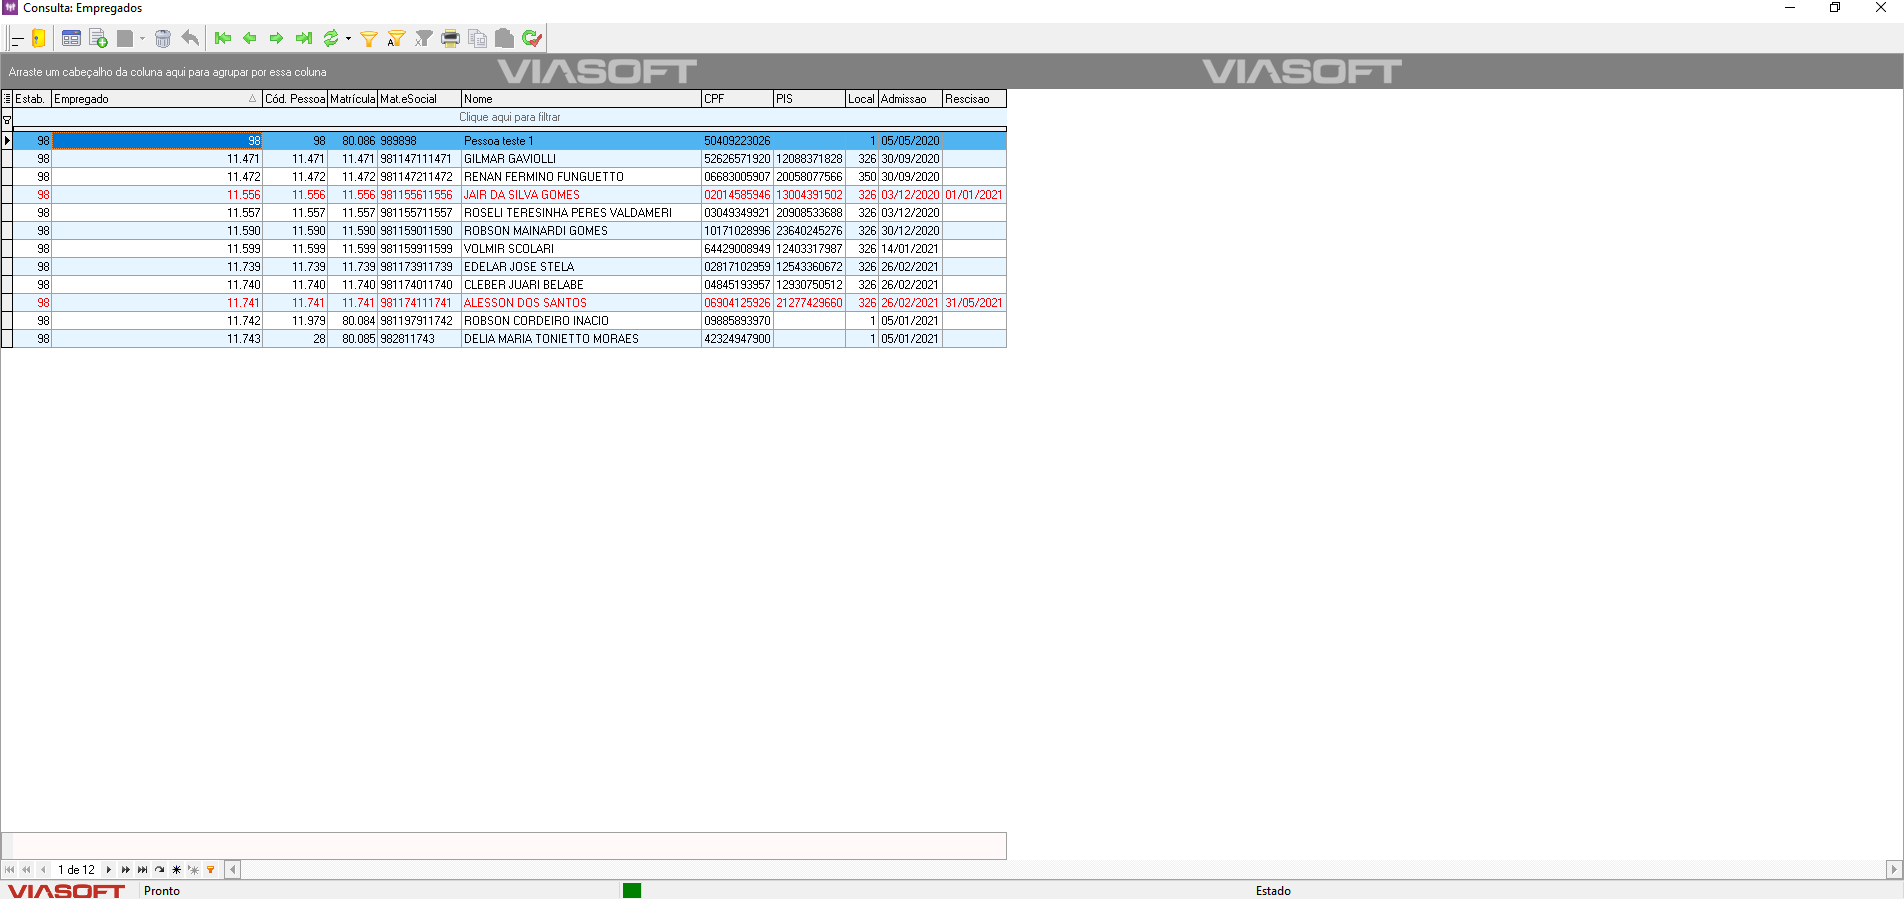 Consulta: Empregados
Arraste um cabeçalho da coluna aqui para agrupar por essa coluna VIASOFT VIASOFT
Estab. Empregado Cód. Pessoa Matrícula Mat.eSocial Nome CPF PIS Local Admissao Rescisao
Clique aqui para filtrar
98 98 98 80.086 989898 Pessoa teste 1 50409223026 1 05/05/2020
98 11.471 11.471 11.471 981147111471 GILMAR GAVIOLLI 52626571920 12088371828 326 30/09/2020
98 11.472 11.472 11.472 981147211472 RENAN FERMINO FUNGUETTO 06683005907 20058077566 350 30/09/2020
98 11.556 11.556 11.556 981155611556 JAIR DA SILVA GOMES 02014585946 13004391502 326 03/12/2020 01/01/2021
98 11.557 11.557 11.557 981155711557 ROSELI TERESINHA PERES VALDAMERI 03049349921 20908533688 326 03/12/2020
98 11.590 11.590 11.590 981159011590 ROBSON MAINARDI GOMES 10171028996 23640245276 326 30/12/2020
98 11.599 11.599 11.599 981159911599 VOLMIR SCOLARI 64429008949 12403317987 326 14/01/2021
98 11.739 11.739 11.739 981173911739 EDELAR JOSE STELA 02817102959 12543360672 326 26/02/2021
98 11.740 11.740 11.740 981174011740 CLEBER JUARI BELABE 04845193957 12930750512 326 26/02/2021
98 11.741 11.741 11.741 981174111741 ALESSON DOS SANTOS 06904125926 21277429660 326 26/02/2021 31/05/2021
98 11.742 11.979 80.084 981197911742 ROBSON CORDEIRO INACIO 09885893970 1 05/01/2021
98 11.743 28 80.085 982811743 DELIA MARIA TONIETTO MORAES 42324947900 1 05/01/2021
1 de 12
VIASOFT Pronto Estado